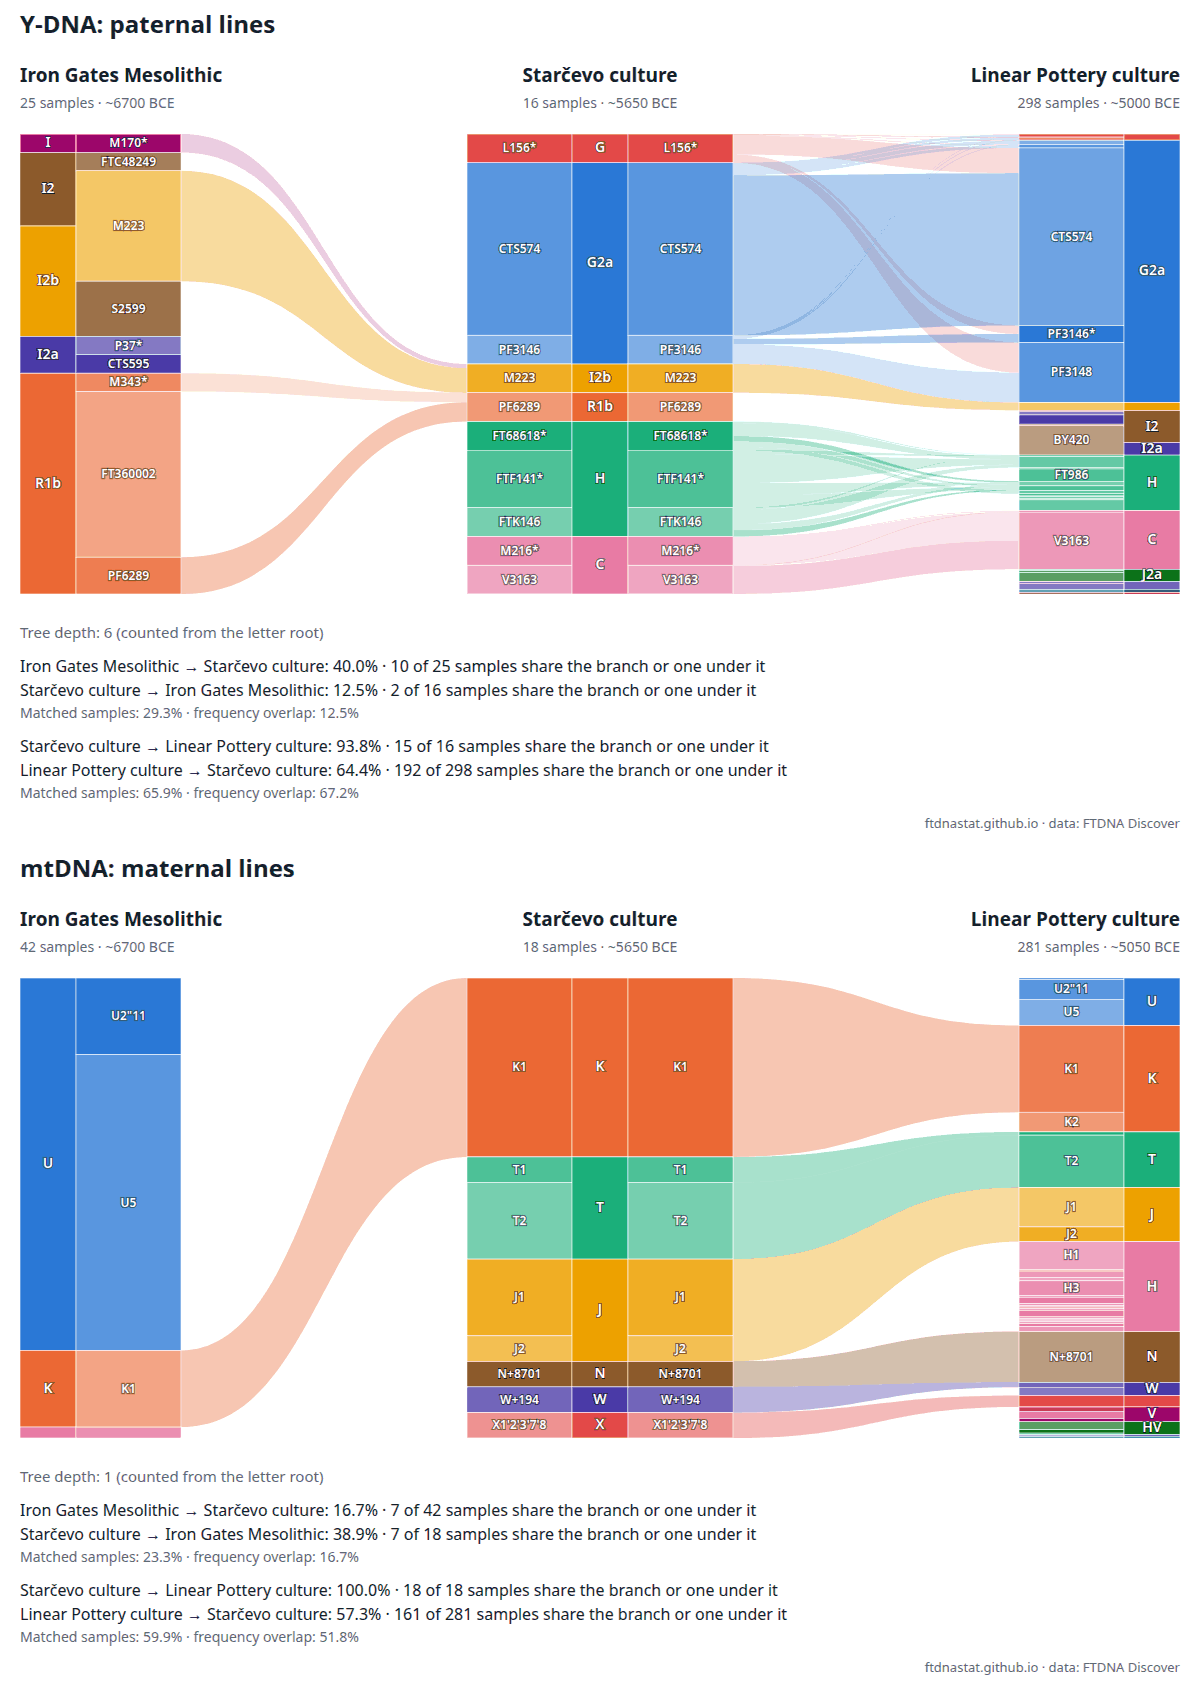 Y-DNA: paternal lines
Iron Gates Mesolithic
Starčevo culture
Linear Pottery culture
25 samples · ~6700 BCE
16 samples · ~5650 BCE
298 samples · ~5000 BCE
I
M170*
I2
FTC48249
M223
I2b
S2599
I2a
P37*
CTS595
R1b
M343*
FT360002
PF6289
L156*
G
L156*
CTS574
G2a
CTS574
PF3146
PF3146
M223
I2b
M223
PF6289
R1b
PF6289
FT68618*
FT68618*
FTF141*
H
FTF141*
FTK146
FTK146
M216*
C
M216*
V3163
V3163
CTS574
G2a
PF3146*
PF3148
BY420
I2
I2a
FT986
H
V3163
C
J2a
Tree depth: 6 (counted from the letter root)
Iron Gates Mesolithic → Starčevo culture: 40.0% · 10 of 25 samples share the branch or one under it
Starčevo culture → Iron Gates Mesolithic: 12.5% · 2 of 16 samples share the branch or one under it
Matched samples: 29.3% · frequency overlap: 12.5%
Starčevo culture → Linear Pottery culture: 93.8% · 15 of 16 samples share the branch or one under it
Linear Pottery culture → Starčevo culture: 64.4% · 192 of 298 samples share the branch or one under it
Matched samples: 65.9% · frequency overlap: 67.2%
ftdnastat.github.io · data: FTDNA Discover
mtDNA: maternal lines
Iron Gates Mesolithic
Starčevo culture
Linear Pottery culture
42 samples · ~6700 BCE
18 samples · ~5650 BCE
281 samples · ~5050 BCE
U
U2"11
U5
K
K1
K1
K
K1
T1
T
T1
T2
T2
J1
J
J1
J2
J2
N+8701
N
N+8701
W+194
W
W+194
X1'2'3'7'8
X
X1'2'3'7'8
U2"11
U
U5
K1
K
K2
T2
T
J1
J
J2
H1
H
H3
N+8701
N
W
V
HV
Tree depth: 1 (counted from the letter root)
Iron Gates Mesolithic → Starčevo culture: 16.7% · 7 of 42 samples share the branch or one under it
Starčevo culture → Iron Gates Mesolithic: 38.9% · 7 of 18 samples share the branch or one under it
Matched samples: 23.3% · frequency overlap: 16.7%
Starčevo culture → Linear Pottery culture: 100.0% · 18 of 18 samples share the branch or one under it
Linear Pottery culture → Starčevo culture: 57.3% · 161 of 281 samples share the branch or one under it
Matched samples: 59.9% · frequency overlap: 51.8%
ftdnastat.github.io · data: FTDNA Discover